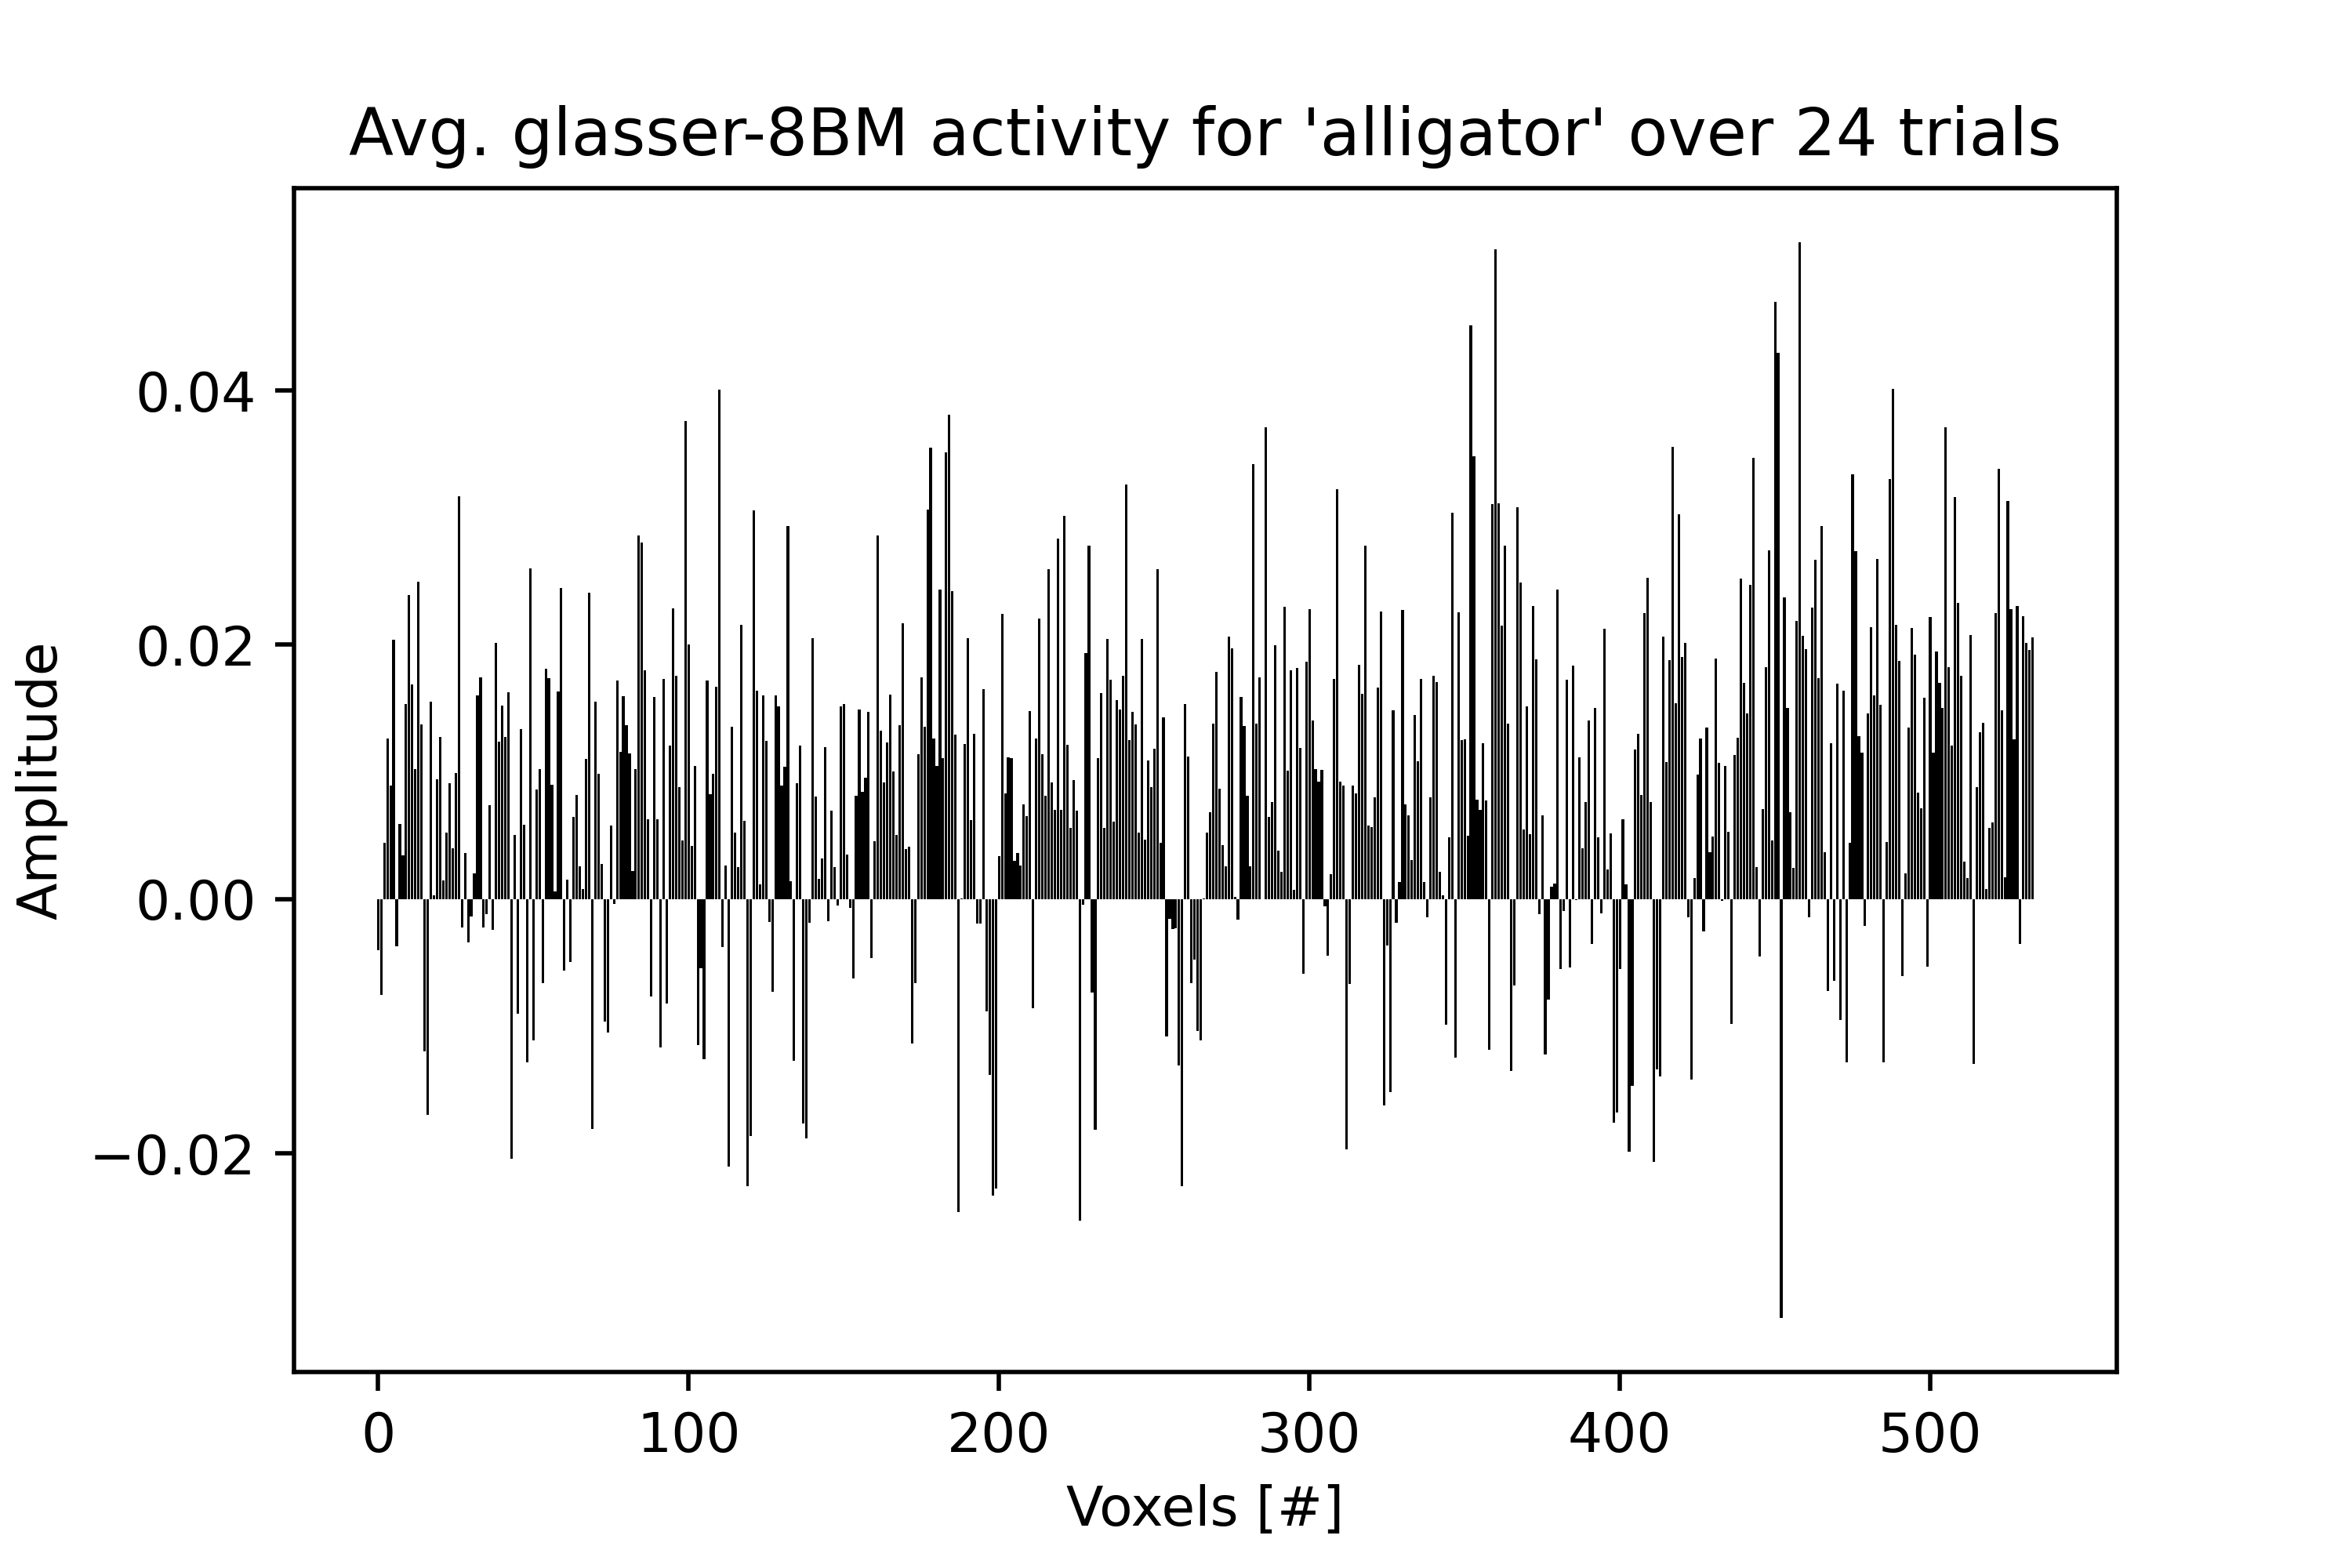 Avg. glasser-8BM activity for 'alligator' over 24 trials
Amplitude
0.04
0.02
0.00
−0.02
0 100 200 300 400 500
Voxels [#]